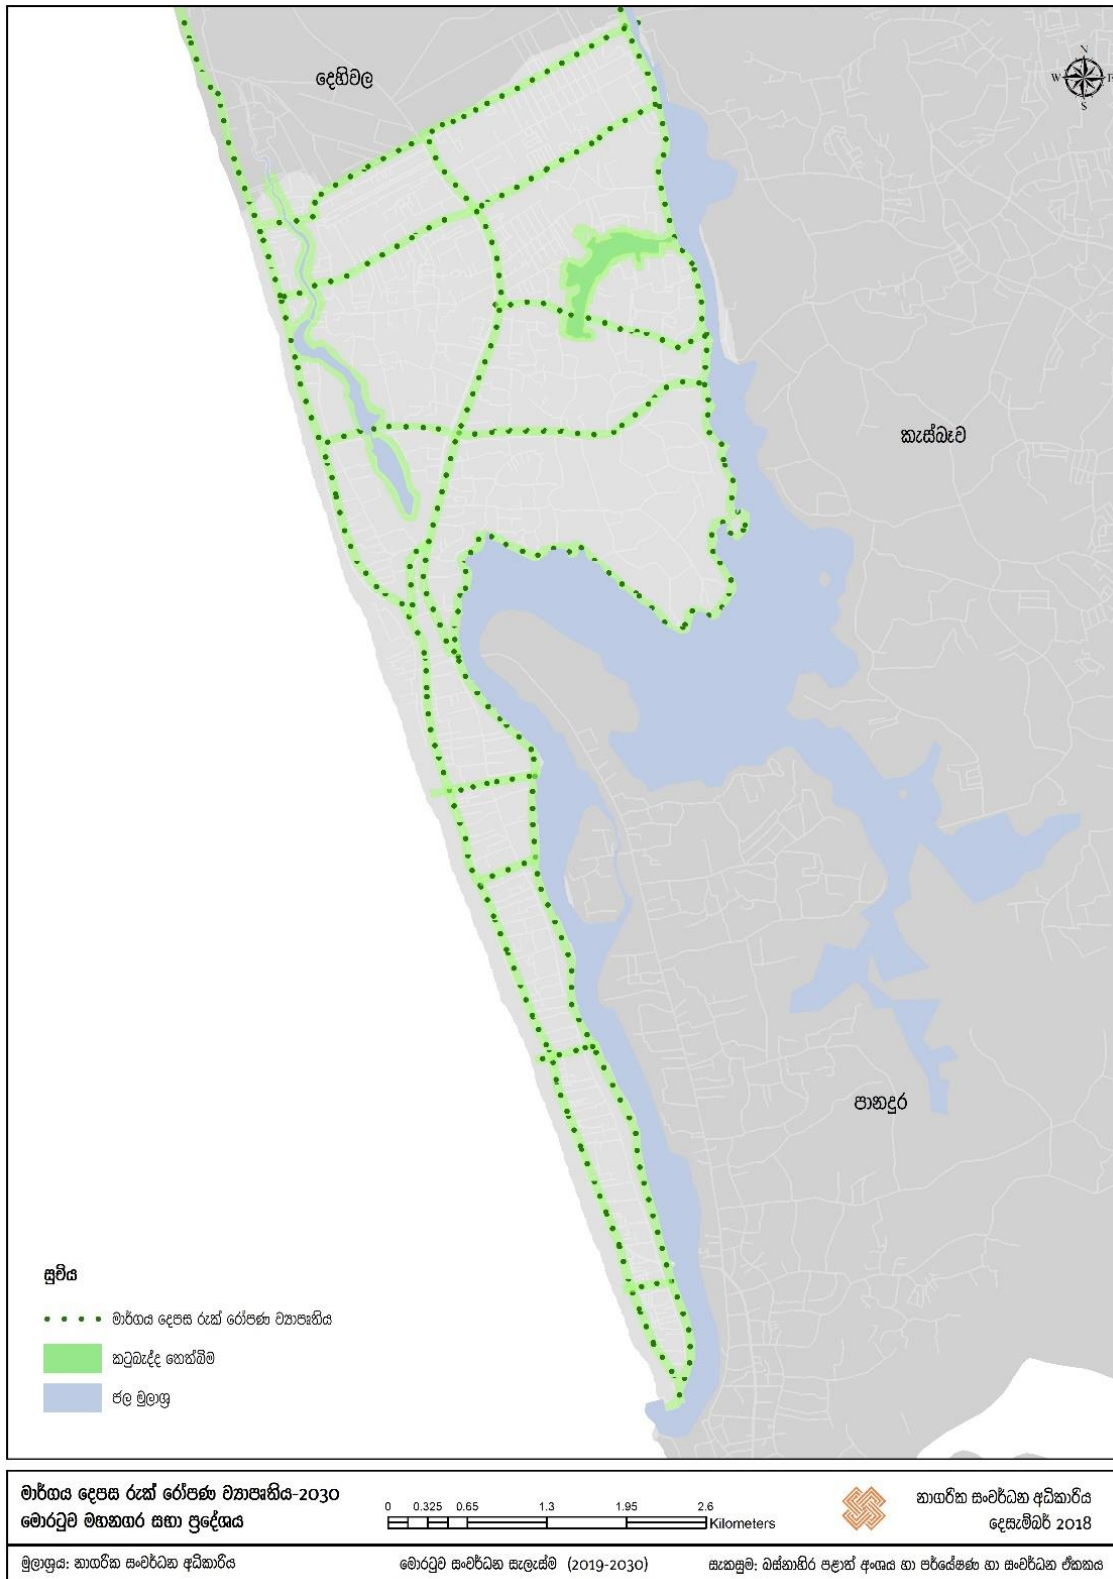 දෙහිවල
N
W E
S
කැස්බෑව
පානදුර
සුචිය
මාර්ගය දෙපස රුක් රෝපණ ව්‍යාපෘතිය
කටුබැද්ද තෙත්බිම
ජල මූලාශ්‍ර
මාර්ගය දෙපස රුක් රෝපණ ව්‍යාපෘතිය-2030
මොරටුව මහනගර සභා ප්‍රදේශය
0 0.325 0.65 1.3 1.95 2.6
Kilometers
නාගරික සංවර්ධන අධිකාරිය
දෙසැම්බර් 2018
මුලාශ්‍රය: නාගරික සංවර්ධන අධිකාරිය
මොරටුව සංවර්ධන සැලැස්ම (2019-2030)
සැකසුම: බස්නාහිර පළාත් අංශය හා පර්යේෂණ හා සංවර්ධන ඒකකය